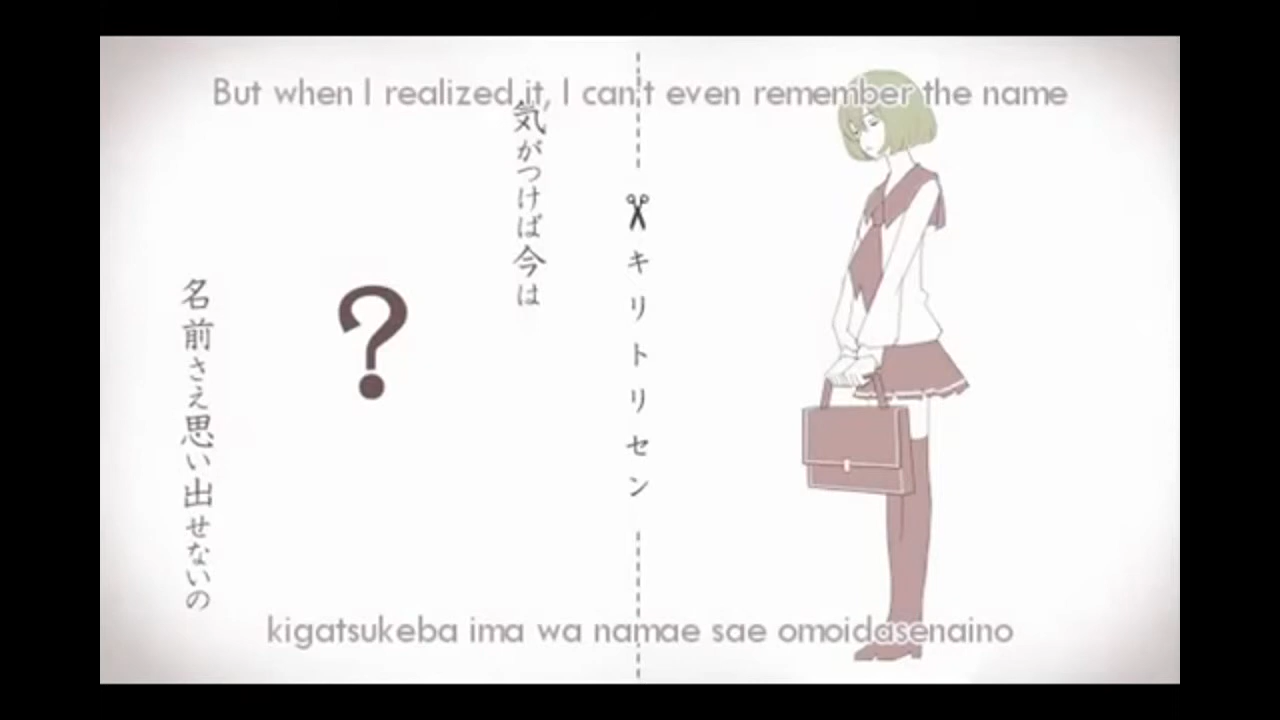 But when I realized it, I can't even remember the name
気がつけば今は
名前さえ思い出せないの
キリトリセン
?
kigatsukeba ima wa namae sae omoidasenaino